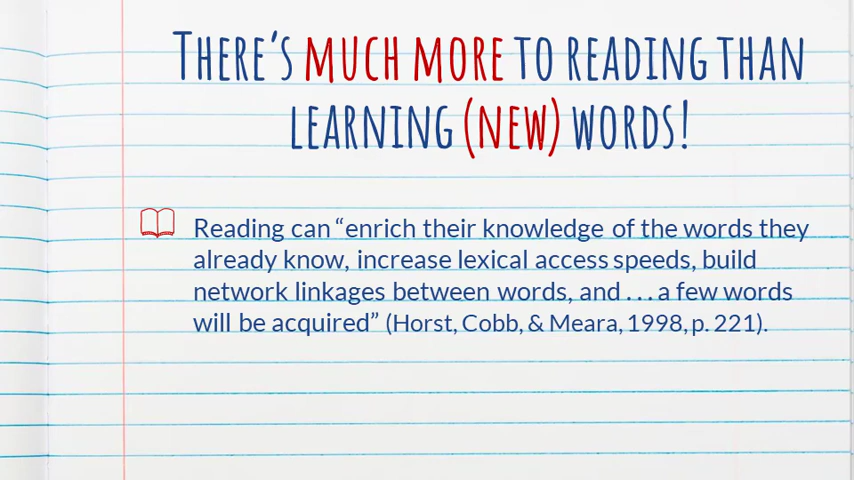 There's much more to reading than
learning (new) words!
Reading can “enrich their knowledge of the words they
already know, increase lexical access speeds, build
network linkages between words, and . . . a few words
will be acquired” (Horst, Cobb, & Meara, 1998, p. 221).